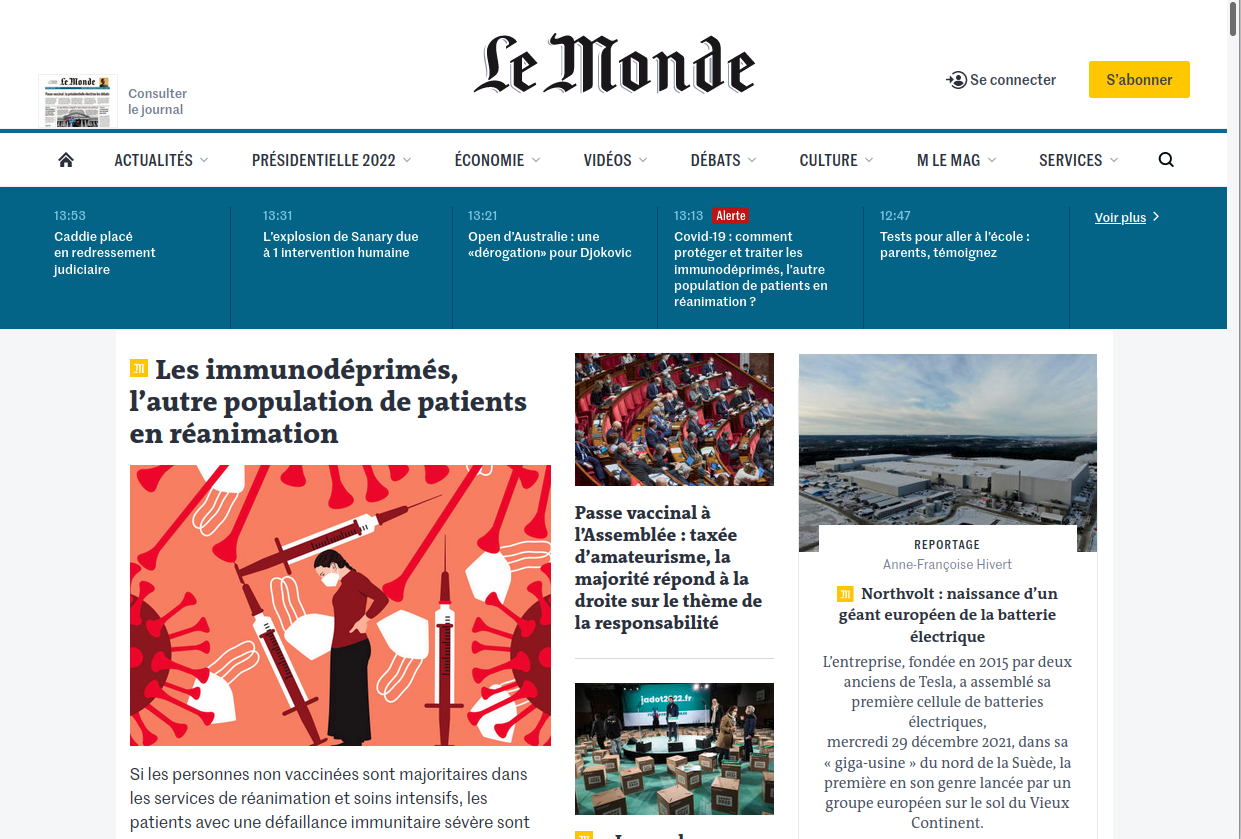 Le Monde
Le Monde
Consulter
le journal
Se connecter
S'abonner
ACTUALITÉS
PRÉSIDENTIELLE 2022
ÉCONOMIE
VIDÉOS
DÉBATS
CULTURE
M LE MAG
SERVICES
13:53
Caddie placé
en redressement
judiciaire
13:31
L'explosion de Sanary due
à 1 intervention humaine
13:21
Open d'Australie : une
«dérogation» pour Djokovic
13:13 Alerte
Covid-19 : comment
protéger et traiter les
immunodéprimés, l'autre
population de patients en
réanimation ?
12:47
Tests pour aller à l'école :
parents, témoignez
Voir plus
Les immunodéprimés,
l'autre population de patients
en réanimation
Si les personnes non vaccinées sont majoritaires dans
les services de réanimation et soins intensifs, les
patients avec une défaillance immunitaire sévère sont
Passe vaccinal à
l'Assemblée : taxée
d'amateurisme, la
majorité répond à la
droite sur le thème de
la responsabilité
jadot2022.fr
REPORTAGE
Anne-Françoise Hivert
Northvolt : naissance d'un
géant européen de la batterie
électrique
L'entreprise, fondée en 2015 par deux
anciens de Tesla, a assemblé sa
première cellule de batteries
électriques,
mercredi 29 décembre 2021, dans sa
« giga-usine » du nord de la Suède, la
première en son genre lancée par un
groupe européen sur le sol du Vieux
Continent.